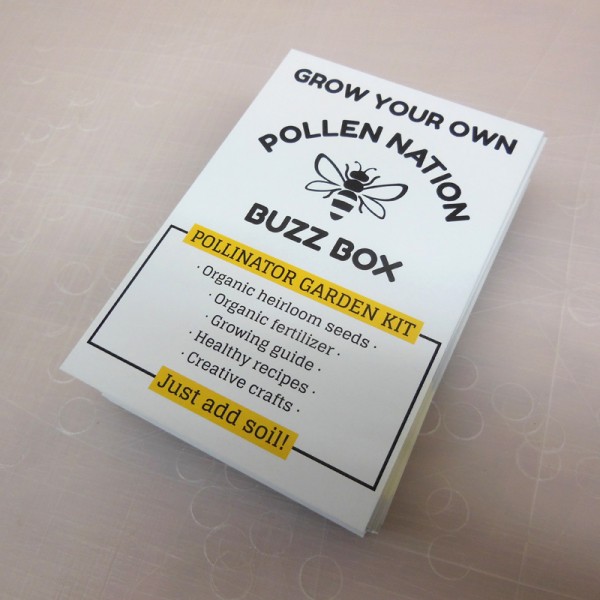 GROW YOUR OWN
POLLEN NATION
BUZZ BOX
POLLINATOR GARDEN KIT
· Organic heirloom seeds ·
· Organic fertilizer ·
· Growing guide ·
· Healthy recipes ·
· Creative crafts ·
Just add soil!